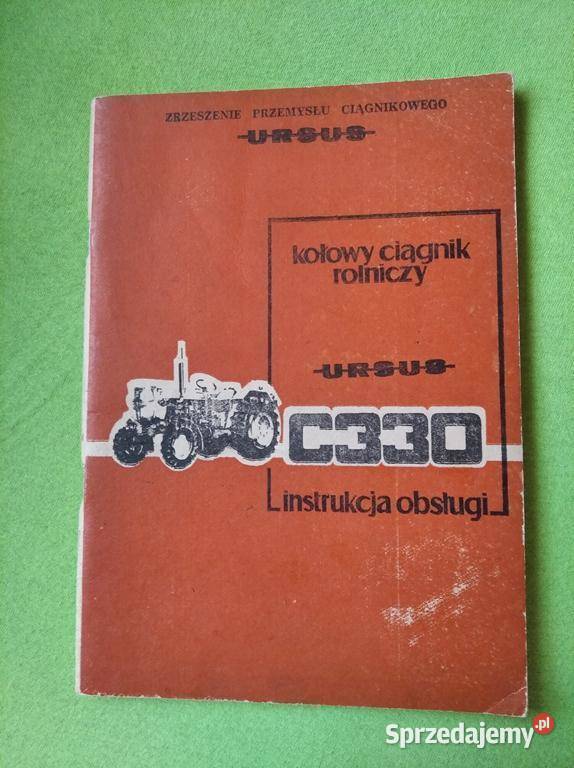 ZRZESZENIE PRZEMYSŁU CIĄGNIKOWEGO
URSUS
kołowy ciągnik
rolniczy
URSUS
C330
instrukcja obsługi
Sprzedajemy.pl